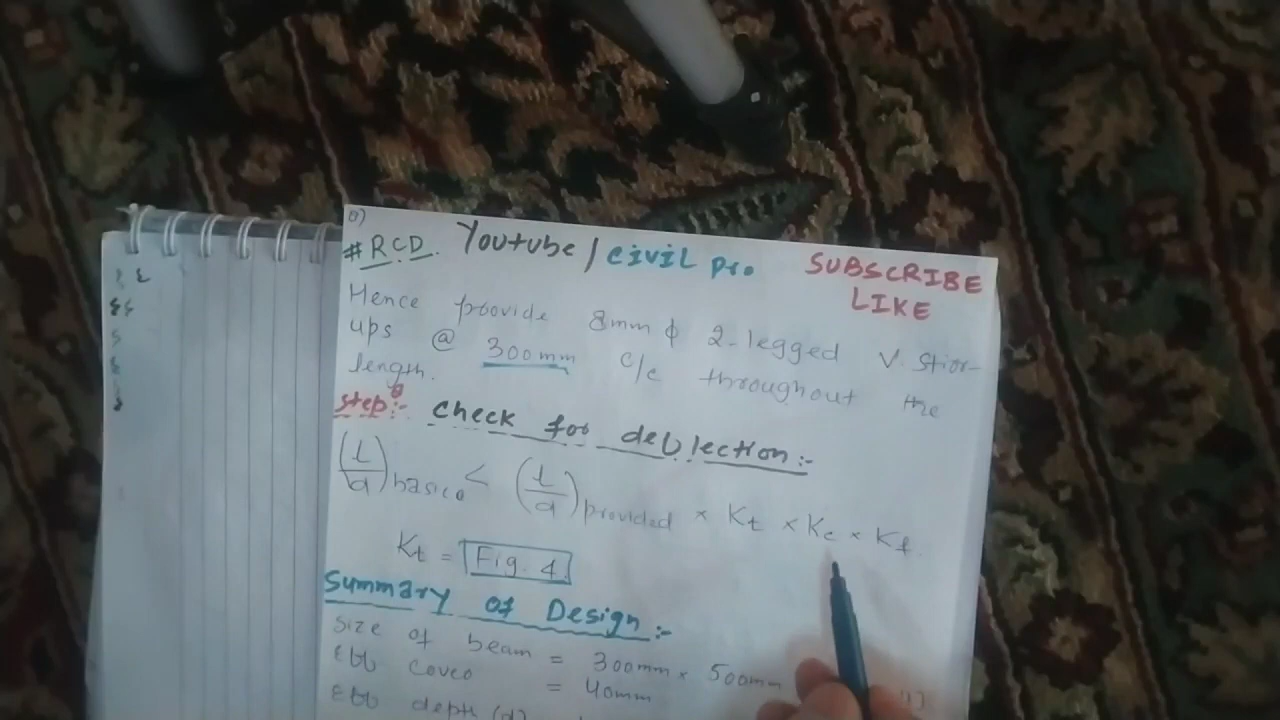 #RCD. Youtube/civil pro SUBSCRIBE
LIKE
Hence provide 8mm ϕ 2-legged V. stirr-
ups @ 300mm c/c throughout the
length.
step 8:- check for deflection:-
(l/d) basic < (l/d) provided × Kt × Kc × Kf.
Kt = Fig. 4
Summary of Design:-
Size of beam = 300mm × 500mm
Eff cover = 40mm
Eff depth (d)